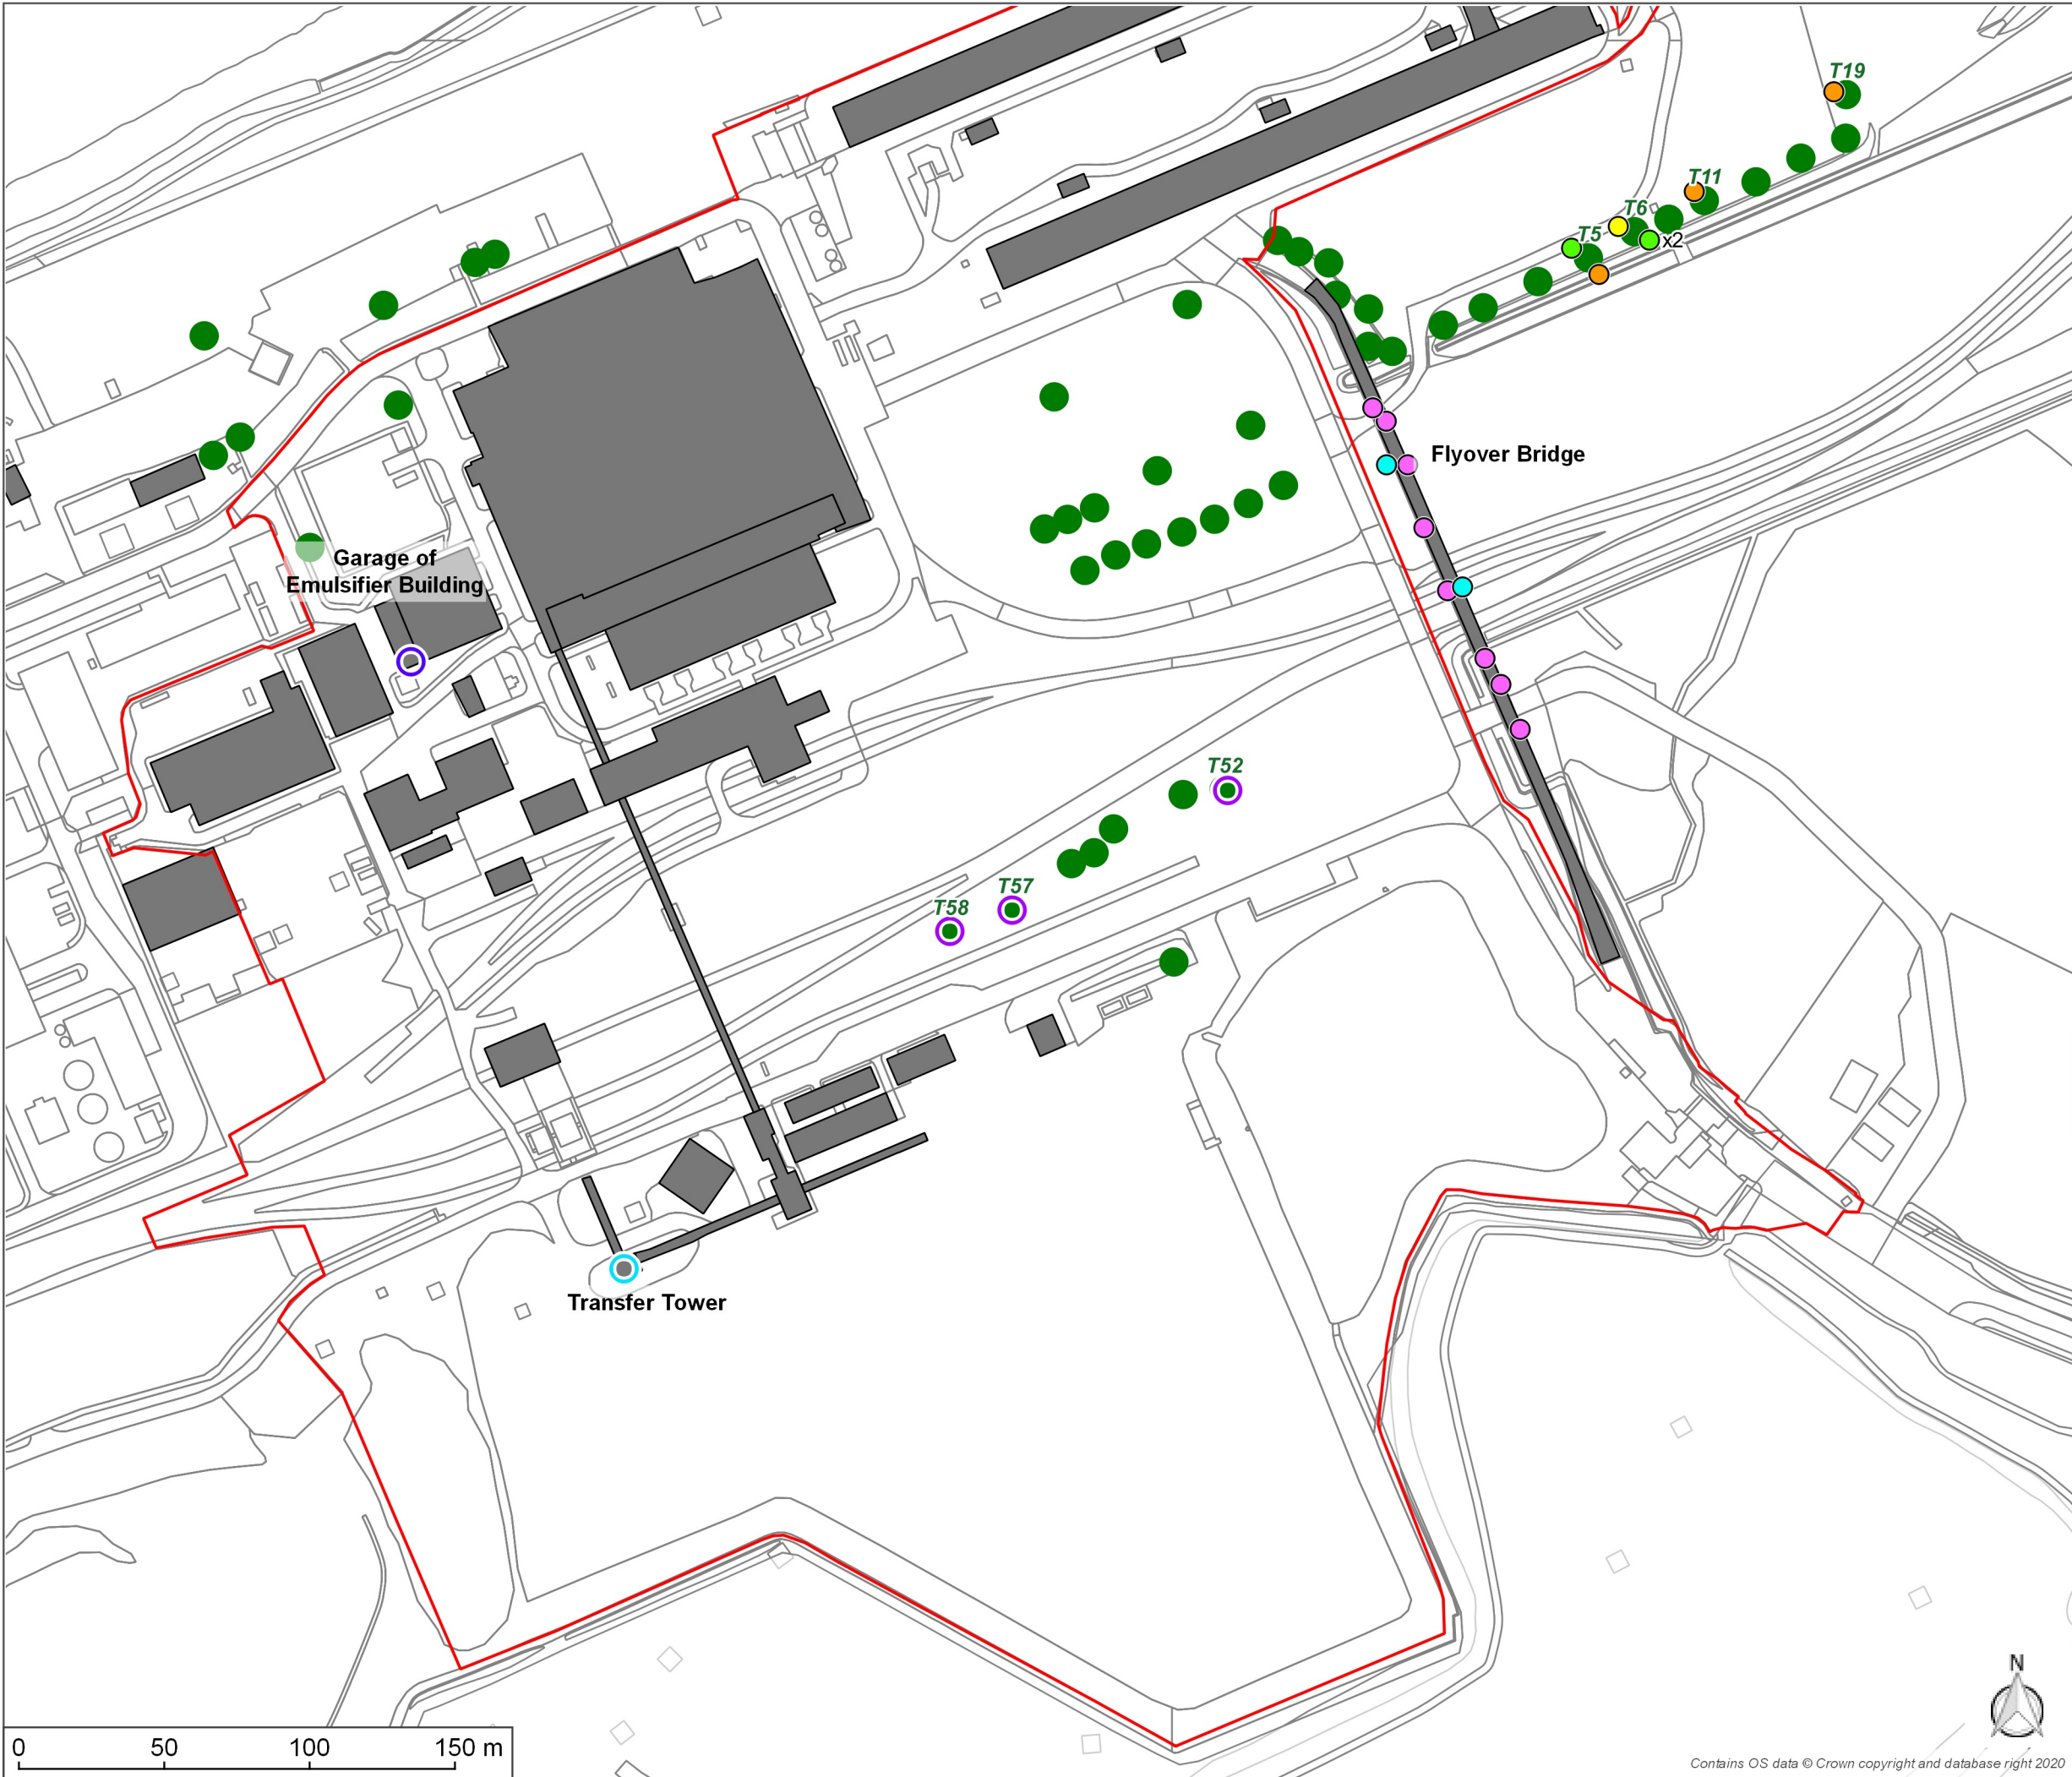 T19
T11
T6
T5
x2
Flyover Bridge
Garage of
Emulsifier Building
T52
T57
T58
Transfer Tower
N
0 50 100 150 m
Contains OS data © Crown copyright and database right 2020